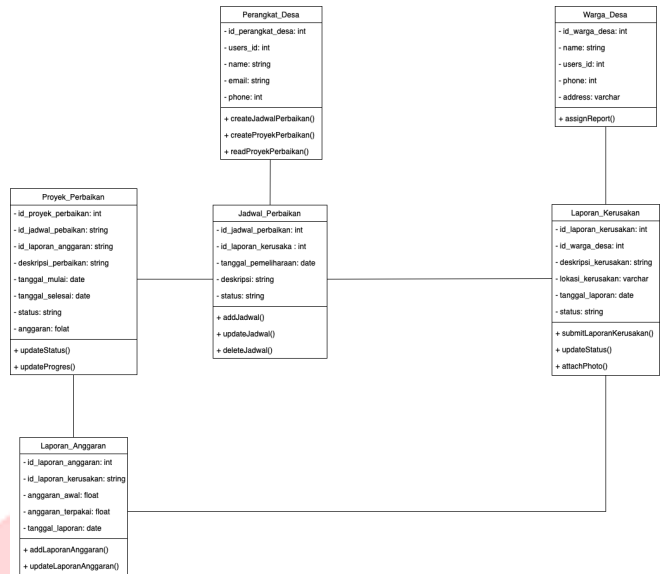 Perangkat_Desa
- id_perangkat_desa: int
- users_id: int
- name: string
- email: string
- phone: int
+ createJadwalPerbaikan()
+ createProyekPerbaikan()
+ readProyekPerbaikan()
Warga_Desa
- id_warga_desa: int
- name: string
- users_id: int
- phone: int
- address: varchar
+ assignReport()
Proyek_Perbaikan
- id_proyek_perbaikan: int
- id_jadwal_pebaikan: string
- id_laporan_anggaran: string
- deskripsi_perbaikan: string
- tanggal_mulai: date
- tanggal_selesai: date
- status: string
- anggaran: folat
+ updateStatus()
+ updateProgres()
Jadwal_Perbaikan
- id_jadwal_perbaikan: int
- id_laporan_kerusaka : int
- tanggal_pemeliharaan: date
- deskripsi: string
- status: string
+ addJadwal()
+ updateJadwal()
+ deleteJadwal()
Laporan_Kerusakan
- id_laporan_kerusakan: int
- id_warga_desa: int
- deskripsi_kerusakan: string
- lokasi_kerusakan: varchar
- tanggal_laporan: date
- status: string
+ submitLaporanKerusakan()
+ updateStatus()
+ attachPhoto()
Laporan_Anggaran
- id_laporan_anggaran: int
- id_laporan_kerusakan: string
- anggaran_awal: float
- anggaran_terpakai: float
- tanggal_laporan: date
+ addLaporanAnggaran()
+ updateLaporanAnggaran()